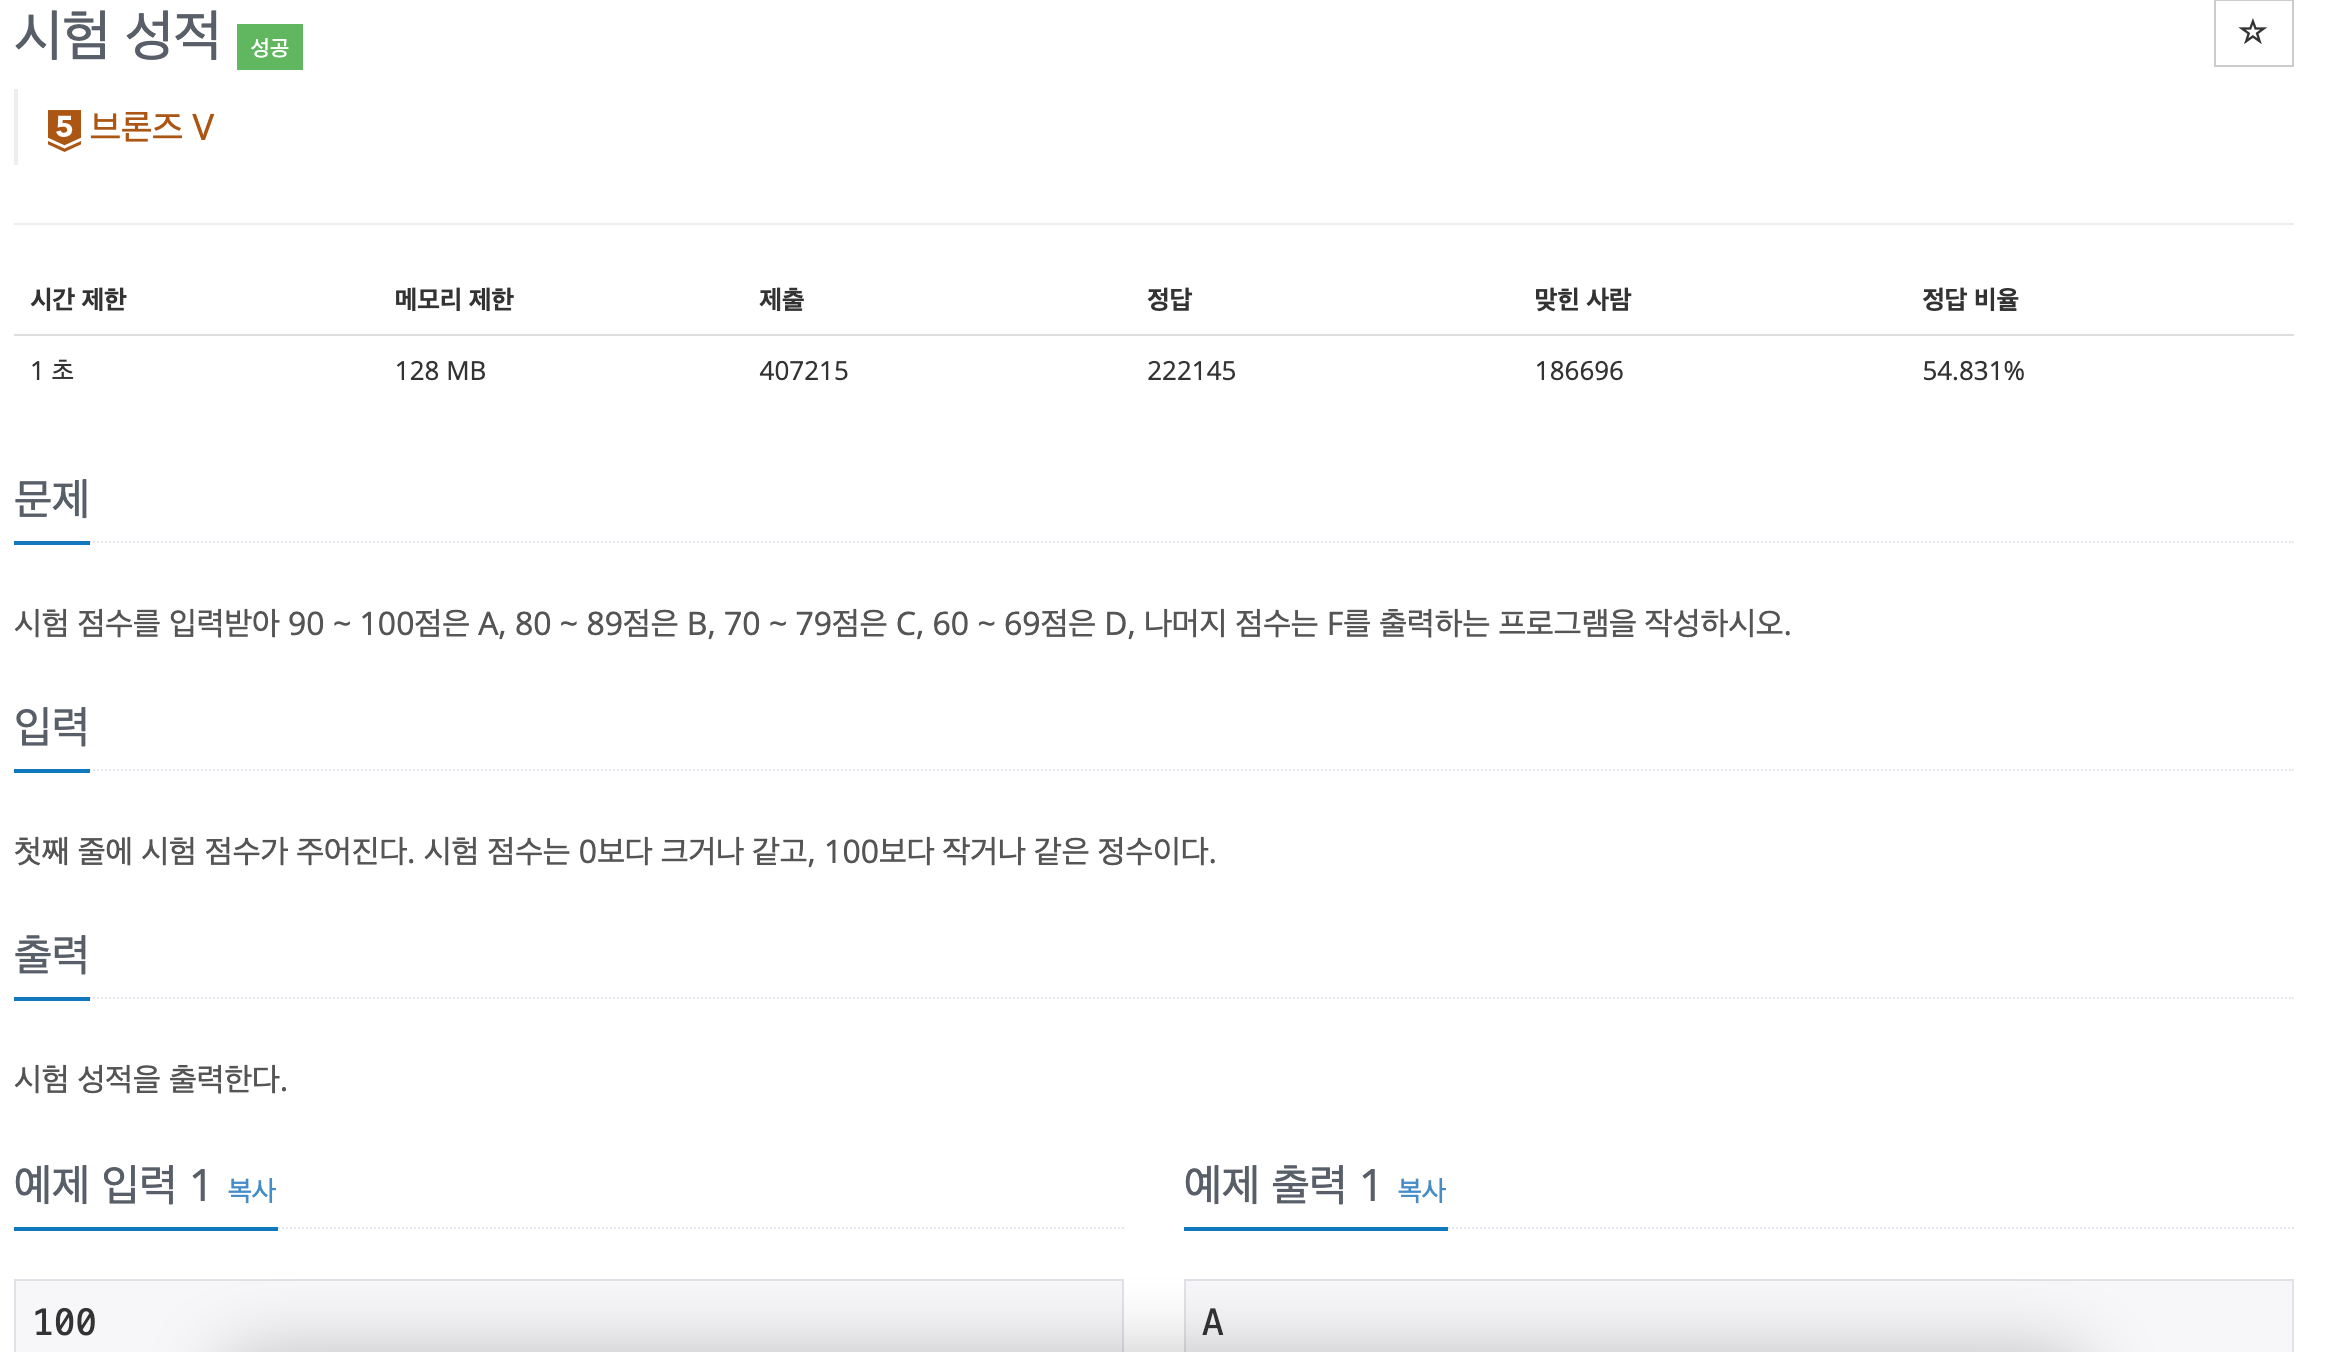 시험 성적 성공
☆
5 브론즈 V
시간 제한 메모리 제한 제출 정답 맞힌 사람 정답 비율
1 초 128 MB 407215 222145 186696 54.831%
문제
시험 점수를 입력받아 90 ~ 100점은 A, 80 ~ 89점은 B, 70 ~ 79점은 C, 60 ~ 69점은 D, 나머지 점수는 F를 출력하는 프로그램을 작성하시오.
입력
첫째 줄에 시험 점수가 주어진다. 시험 점수는 0보다 크거나 같고, 100보다 작거나 같은 정수이다.
출력
시험 성적을 출력한다.
예제 입력 1 복사
100
예제 출력 1 복사
A